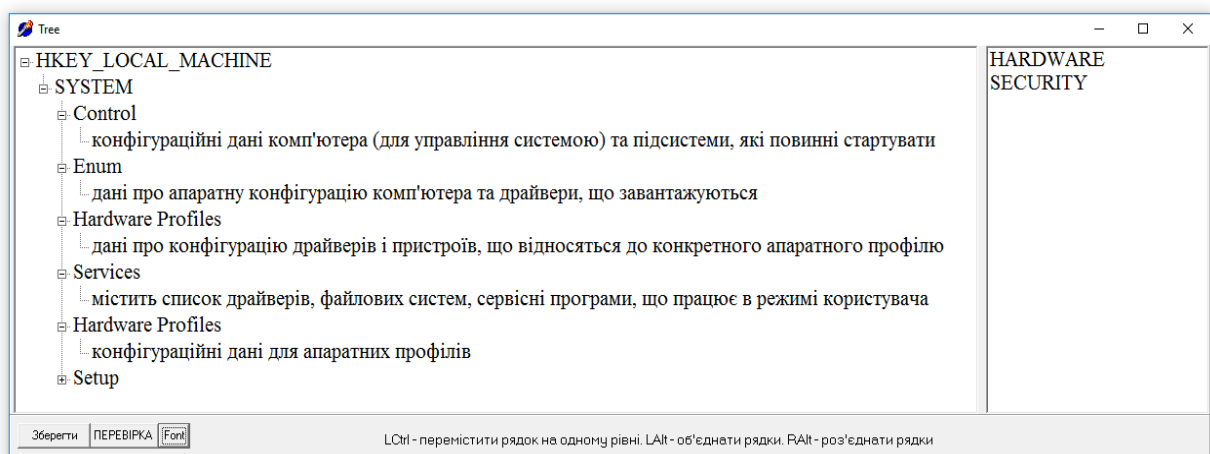 Tree
HKEY_LOCAL_MACHINE
SYSTEM
Control
конфігураційні дані комп'ютера (для управління системою) та підсистеми, які повинні стартувати
Enum
дані про апаратну конфігурацію комп'ютера та драйвери, що завантажуються
Hardware Profiles
дані про конфігурацію драйверів і пристроїв, що відносяться до конкретного апаратного профілю
Services
містить список драйверів, файлових систем, сервісні програми, що працює в режимі користувача
Hardware Profiles
конфігураційні дані для апаратних профілів
Setup
HARDWARE
SECURITY
Зберегти ПЕРЕВІРКА Font
LCtrl - перемістити рядок на одному рівні. LAlt - об'єднати рядки. RAlt - роз'єднати рядки